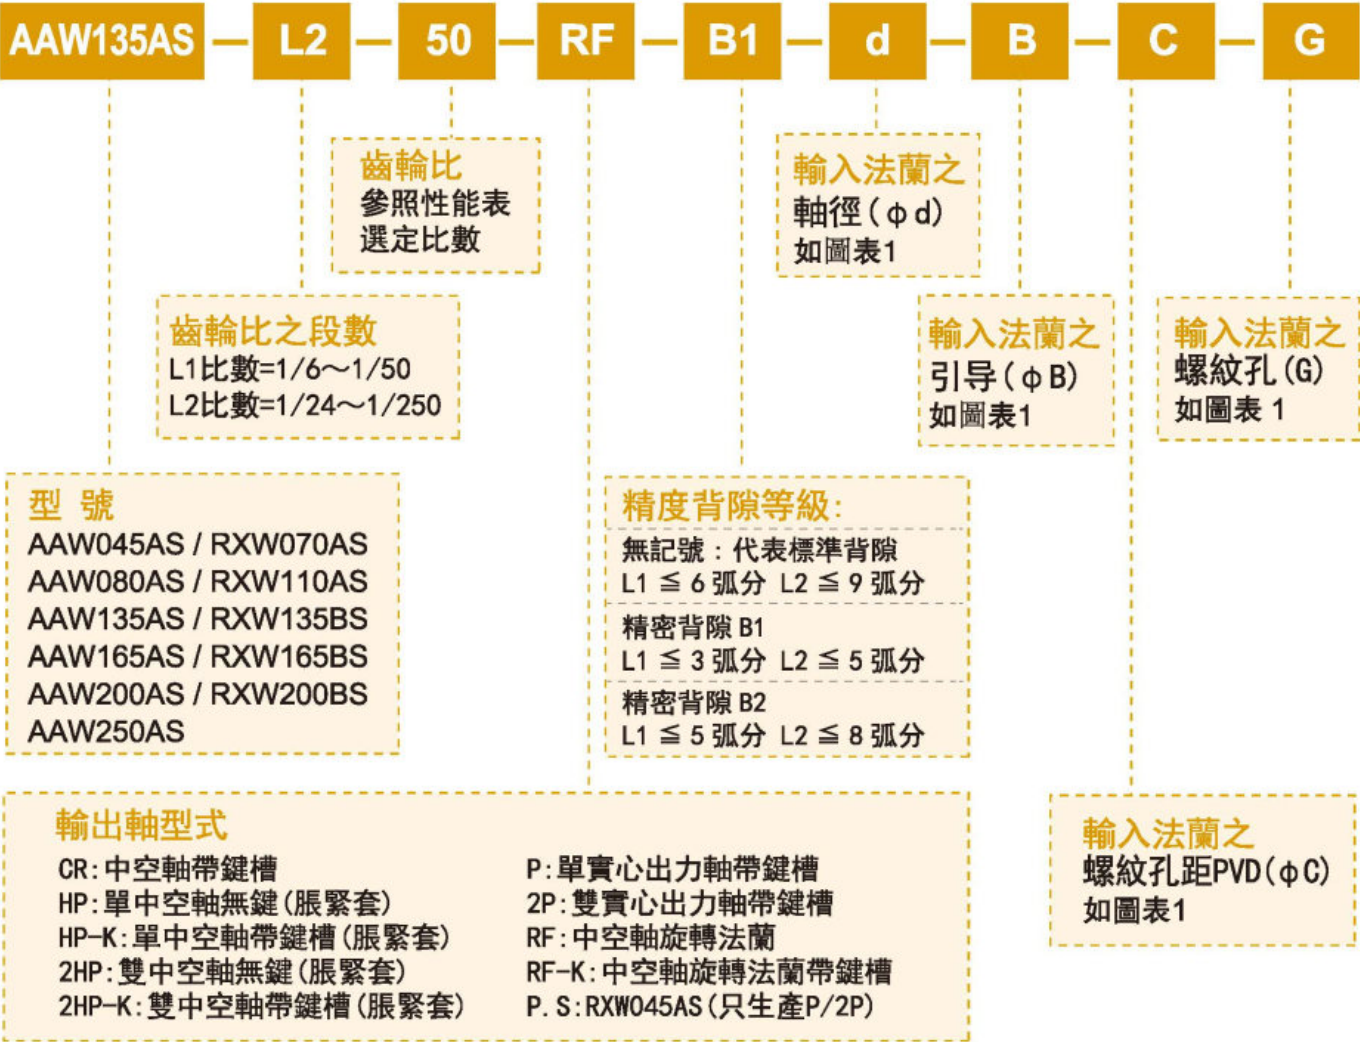 AAW135AS — L2 — 50 — RF — B1 — d — B — C — G
齒輪比
參照性能表
選定比數
輸入法蘭之
軸徑(φd)
如圖表1
齒輪比之段數
L1比數=1/6～1/50
L2比數=1/24～1/250
輸入法蘭之
引导(φB)
如圖表1
輸入法蘭之
螺紋孔(G)
如圖表 1
型 號
AAW045AS / RXW070AS
AAW080AS / RXW110AS
AAW135AS / RXW135BS
AAW165AS / RXW165BS
AAW200AS / RXW200BS
AAW250AS
精度背隙等級:
無記號：代表標準背隙
L1 ≦ 6 弧分 L2 ≦ 9 弧分
精密背隙 B1
L1 ≦ 3 弧分 L2 ≦ 5 弧分
精密背隙 B2
L1 ≦ 5 弧分 L2 ≦ 8 弧分
輸出軸型式
CR:中空軸帶鍵槽
HP:單中空軸無鍵(脹緊套)
HP-K:單中空軸帶鍵槽(脹緊套)
2HP:雙中空軸無鍵(脹緊套)
2HP-K:雙中空軸帶鍵槽(脹緊套)
P:單實心出力軸帶鍵槽
2P:雙實心出力軸帶鍵槽
RF:中空軸旋轉法蘭
RF-K:中空軸旋轉法蘭帶鍵槽
P.S:RXW045AS(只生產P/2P)
輸入法蘭之
螺紋孔距PVD(φC)
如圖表1